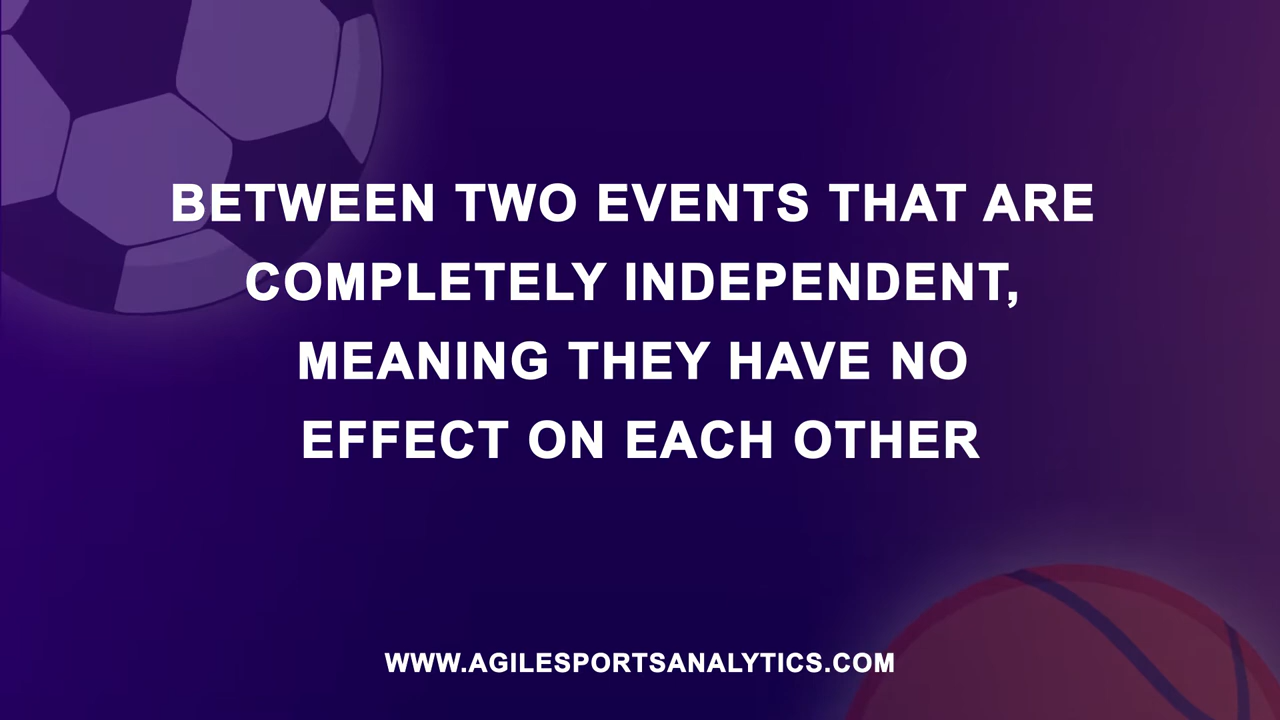 BETWEEN TWO EVENTS THAT ARE
COMPLETELY INDEPENDENT,
MEANING THEY HAVE NO
EFFECT ON EACH OTHER
WWW.AGILESPORTSANALYTICS.COM